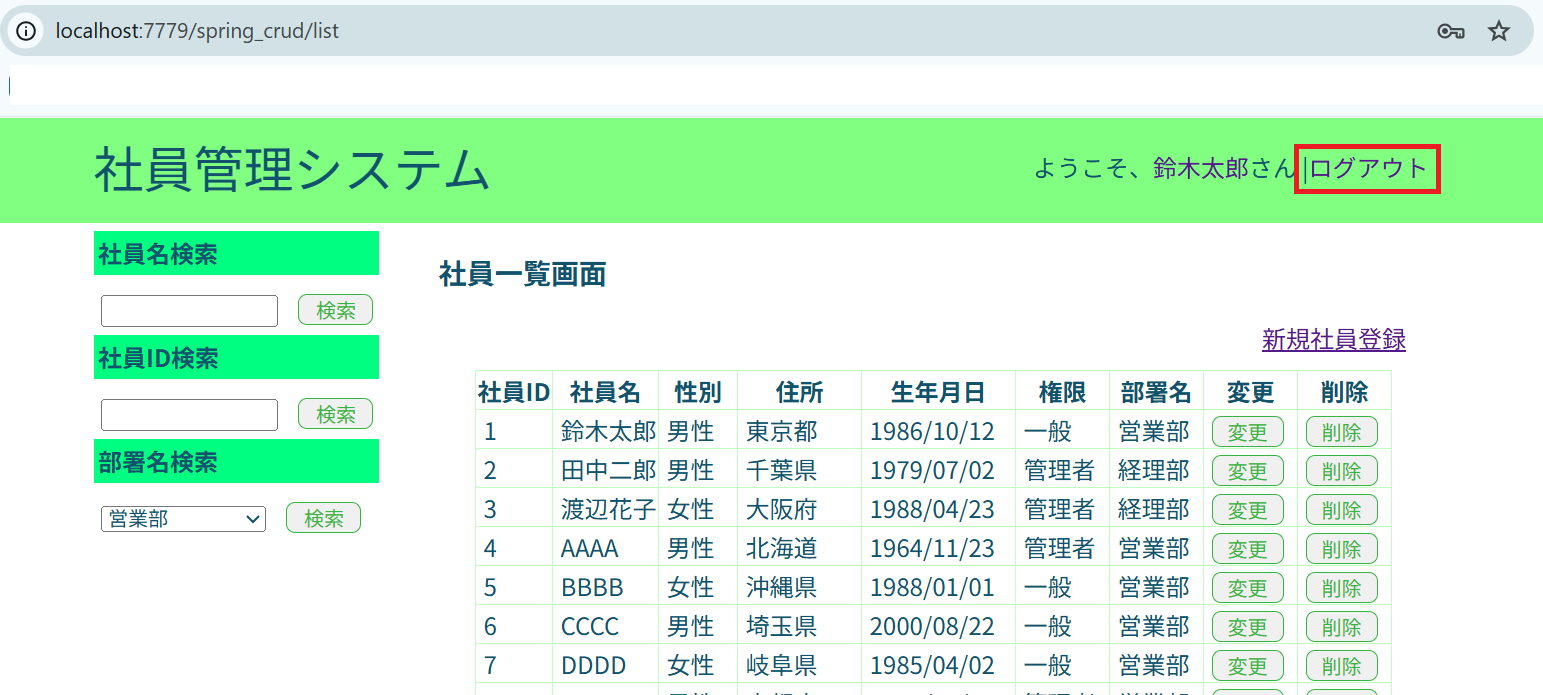 localhost:7779/spring_crud/list
社員管理システム
ようこそ、鈴木太郎さん |ログアウト
社員名検索
検索
社員ID検索
検索
部署名検索
営業部 検索
社員一覧画面
新規社員登録
社員ID 社員名 性別 住所 生年月日 権限 部署名 変更 削除
1 鈴木太郎 男性 東京都 1986/10/12 一般 営業部 変更 削除
2 田中二郎 男性 千葉県 1979/07/02 管理者 経理部 変更 削除
3 渡辺花子 女性 大阪府 1988/04/23 管理者 経理部 変更 削除
4 AAAA 男性 北海道 1964/11/23 管理者 営業部 変更 削除
5 BBBB 女性 沖縄県 1988/01/01 一般 営業部 変更 削除
6 CCCC 男性 埼玉県 2000/08/22 一般 営業部 変更 削除
7 DDDD 女性 岐阜県 1985/04/02 一般 営業部 変更 削除